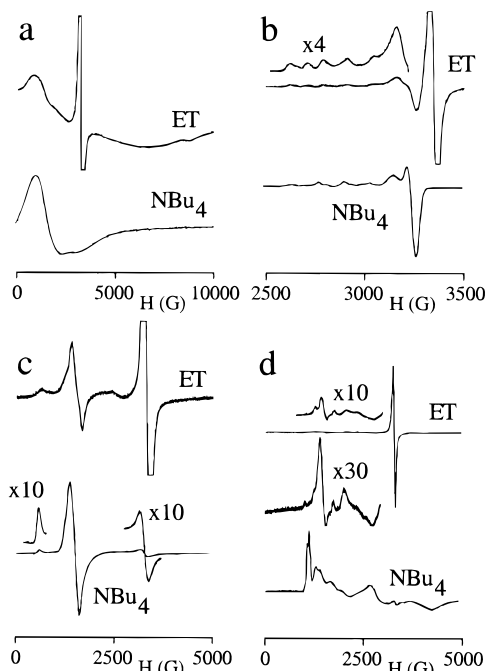 a
ET
NBu4
0 5000 10000
H (G)
b
x4
ET
NBu4
2500 3000 3500
H (G)
c
ET
x10
x10
NBu4
0 2500 5000
H (G)
d
x10
ET
x30
NBu4
0 2500 5000
H (G)